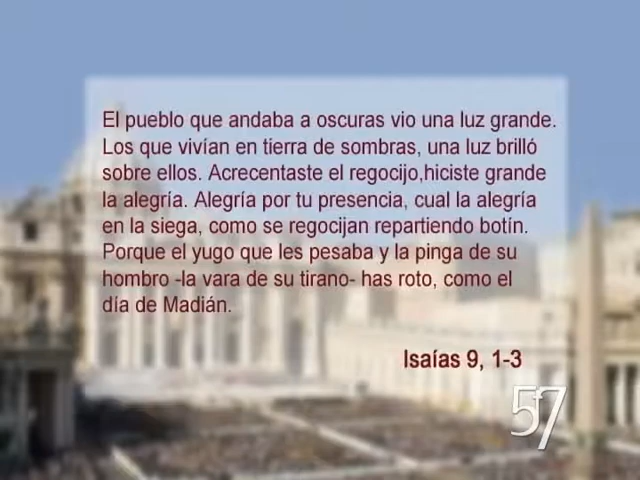 El pueblo que andaba a oscuras vio una luz grande.
Los que vivían en tierra de sombras, una luz brilló
sobre ellos. Acrecentaste el regocijo,hiciste grande
la alegría. Alegría por tu presencia, cual la alegría
en la siega, como se regocijan repartiendo botín.
Porque el yugo que les pesaba y la pinga de su
hombro -la vara de su tirano- has roto, como el
día de Madián.
Isaías 9, 1-3
57